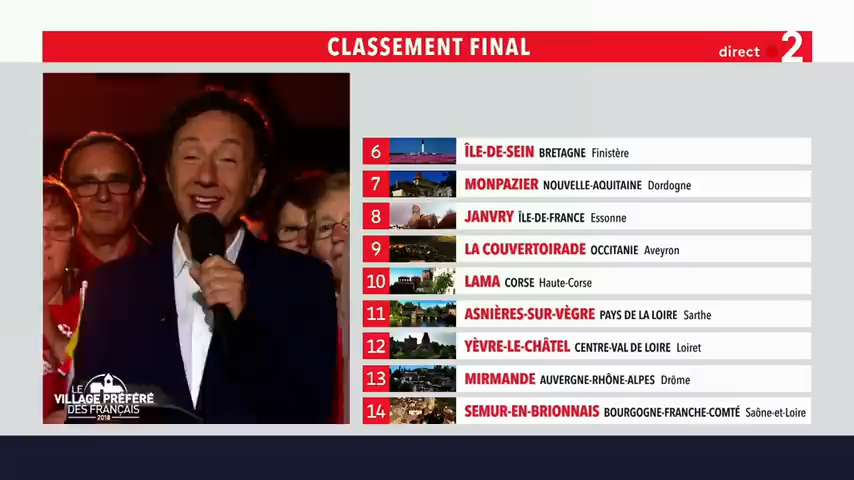 CLASSEMENT FINAL
direct 2
6 ÎLE-DE-SEIN BRETAGNE Finistère
7 MONPAZIER NOUVELLE-AQUITAINE Dordogne
8 JANVRY ÎLE-DE-FRANCE Essonne
9 LA COUVERTOIRADE OCCITANIE Aveyron
10 LAMA CORSE Haute-Corse
11 ASNIÈRES-SUR-VÈGRE PAYS DE LA LOIRE Sarthe
12 YÈVRE-LE-CHÂTEL CENTRE-VAL DE LOIRE Loiret
13 MIRMANDE AUVERGNE-RHÔNE-ALPES Drôme
14 SEMUR-EN-BRIONNAIS BOURGOGNE-FRANCHE-COMTÉ Saône-et-Loire
LE
VILLAGE PRÉFÉRÉ
DES FRANÇAIS
2018